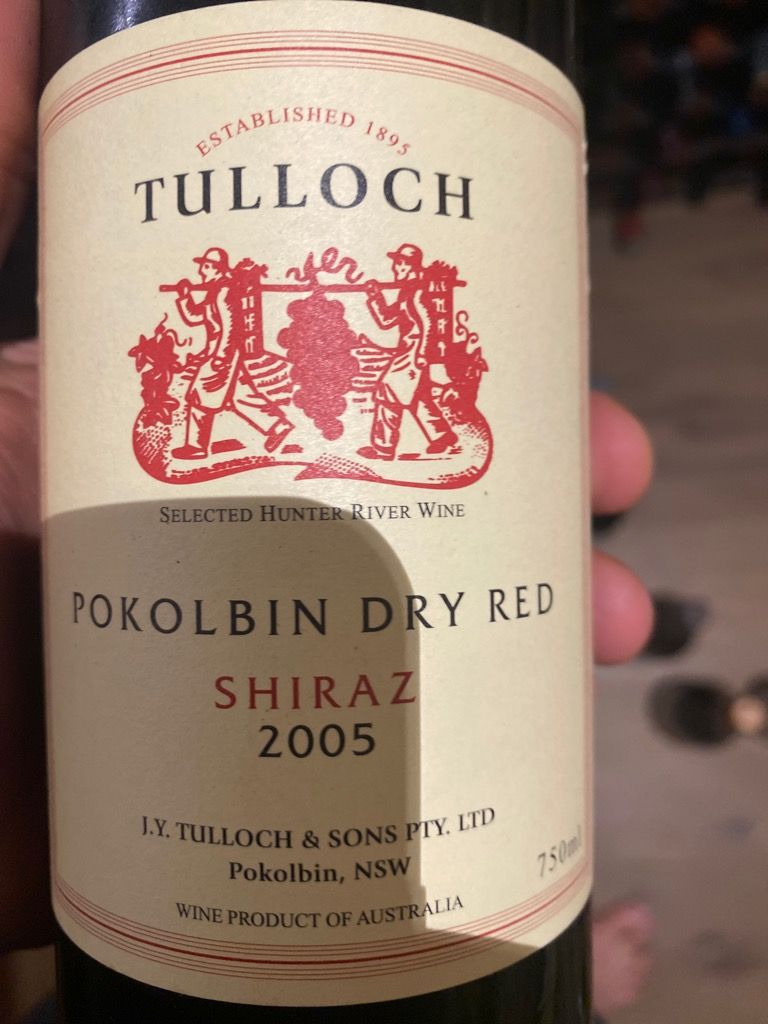 ESTABLISHED 1895
TULLOCH
SELECTED HUNTER RIVER WINE
POKOLBIN DRY RED
SHIRAZ
2005
J.Y. TULLOCH & SONS PTY. LTD
Pokolbin, NSW
750ml
WINE PRODUCT OF AUSTRALIA